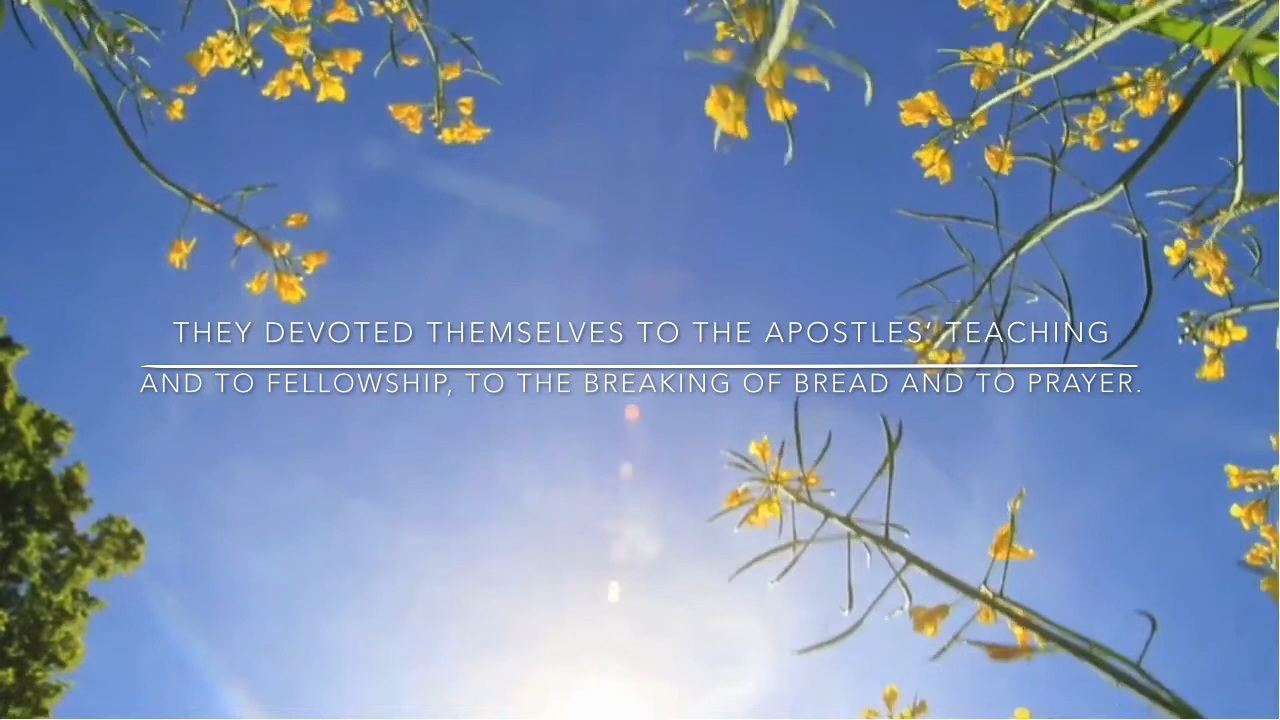 THEY DEVOTED THEMSELVES TO THE APOSTLES’ TEACHING
AND TO FELLOWSHIP, TO THE BREAKING OF BREAD AND TO PRAYER.